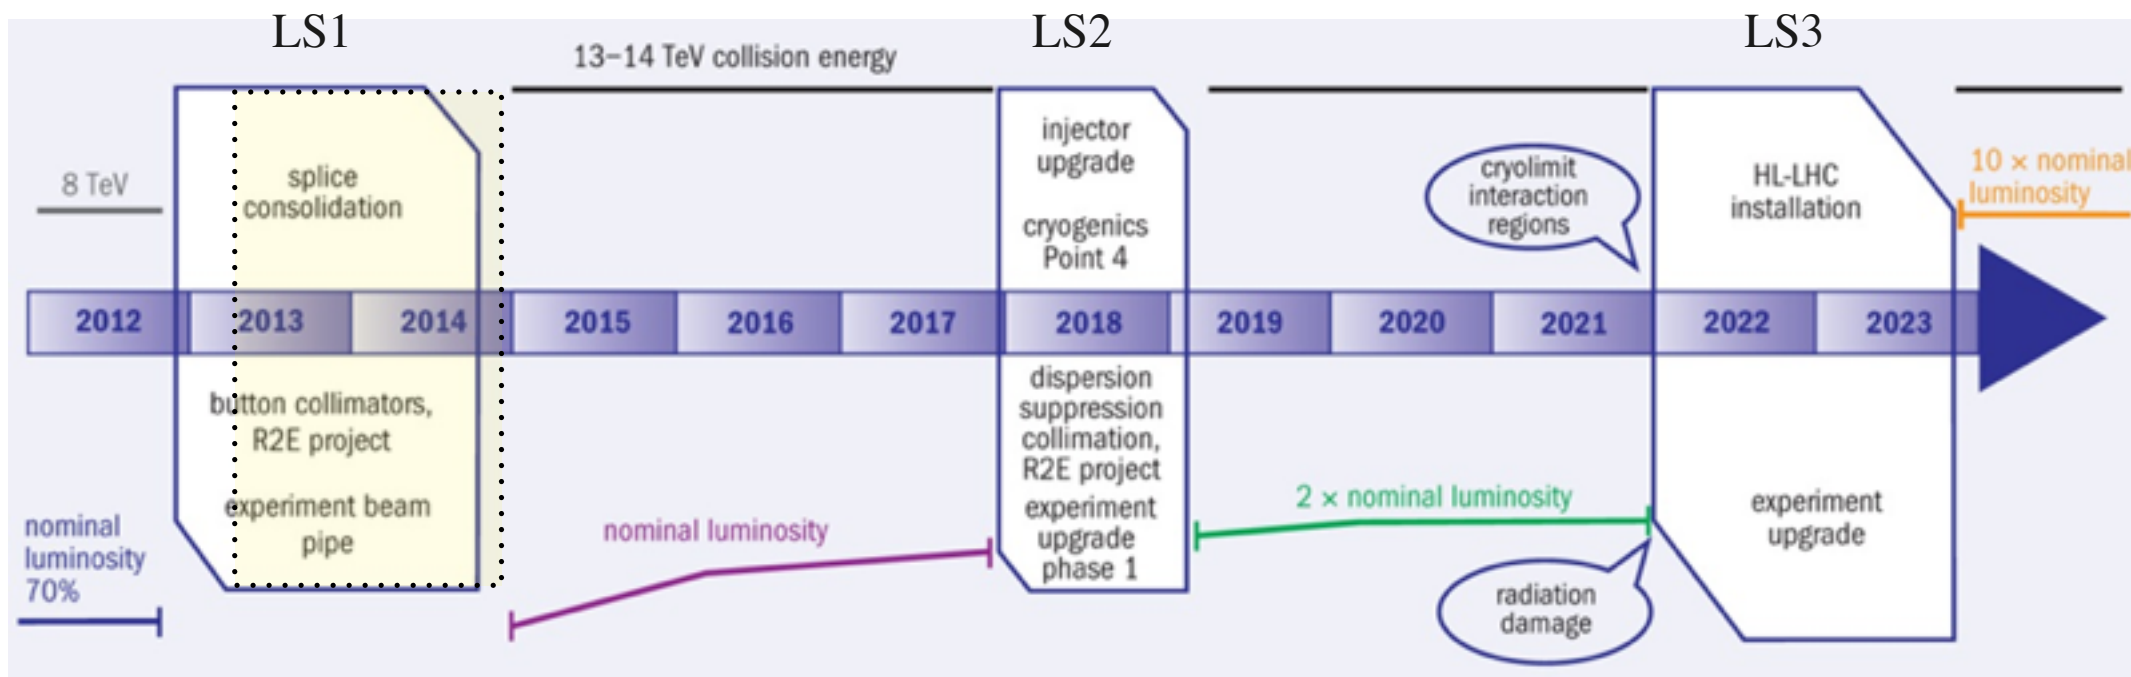 LS1
LS2
LS3
13–14 TeV collision energy
8 TeV
splice
consolidation
injector
upgrade
cryogenics
Point 4
cryolimit
interaction
regions
HL-LHC
installation
10 × nominal
luminosity
2012
2013
2014
2015
2016
2017
2018
2019
2020
2021
2022
2023
button collimators,
R2E project
experiment beam
pipe
nominal
luminosity
70%
nominal luminosity
dispersion
suppression
collimation,
R2E project
experiment
upgrade
phase 1
2 × nominal luminosity
radiation
damage
experiment
upgrade